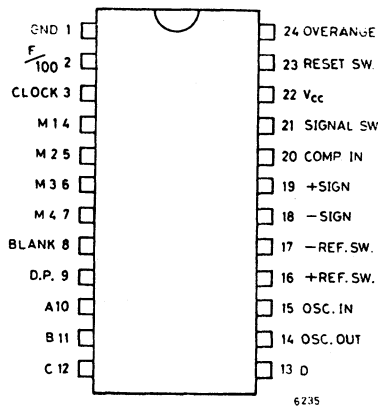 GND 1
F/100 2
CLOCK 3
M1 4
M2 5
M3 6
M4 7
BLANK 8
D.P. 9
A 10
B 11
C 12
24 OVERANGE
23 RESET SW.
22 Vcc
21 SIGNAL SW
20 COMP IN
19 +SIGN
18 −SIGN
17 −REF.SW.
16 +REF.SW.
15 OSC.IN
14 OSC.OUT
13 D
6235